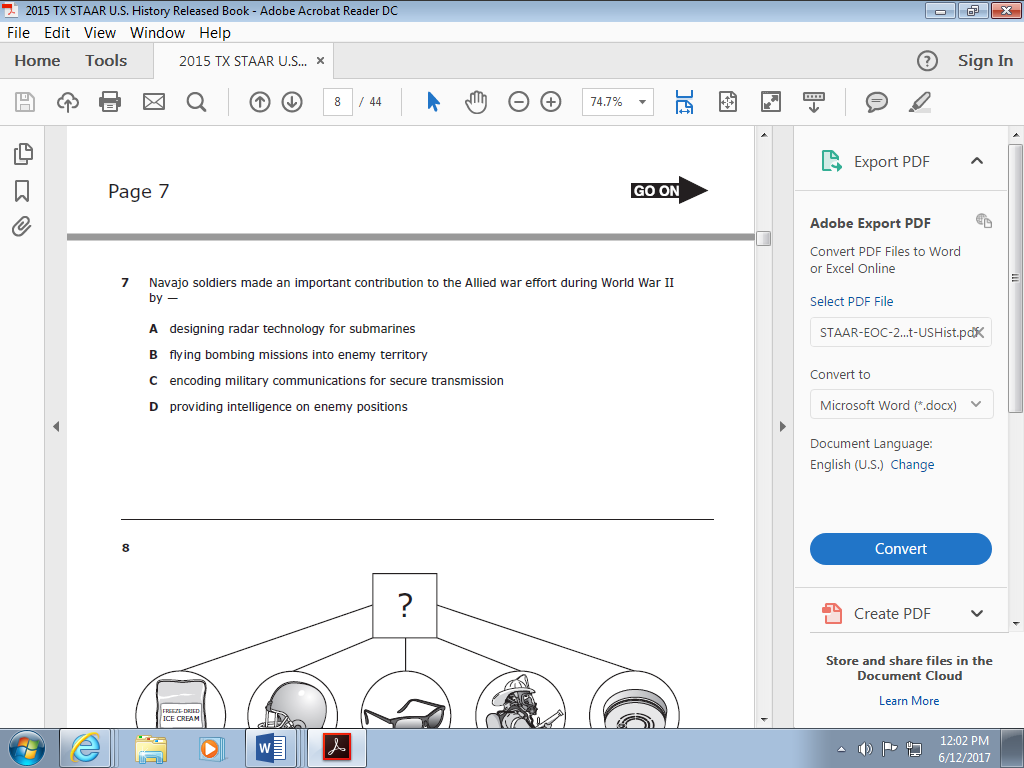 2015 TX STAAR U.S. History Released Book - Adobe Acrobat Reader DC
File Edit View Window Help
Home Tools 2015 TX STAAR U.S... × Sign In
8 / 44 74.7%
Page 7
GO ON
7 Navajo soldiers made an important contribution to the Allied war effort during World War II
by —
A designing radar technology for submarines
B flying bombing missions into enemy territory
C encoding military communications for secure transmission
D providing intelligence on enemy positions
8
?
FREEZE-DRIED
ICE CREAM
Export PDF
Adobe Export PDF
Convert PDF Files to Word
or Excel Online
Select PDF File
STAAR-EOC-2...t-USHist.pdf
Convert to
Microsoft Word (*.docx)
Document Language:
English (U.S.) Change
Convert
Create PDF
Store and share files in the
Document Cloud
Learn More
12:02 PM
6/12/2017